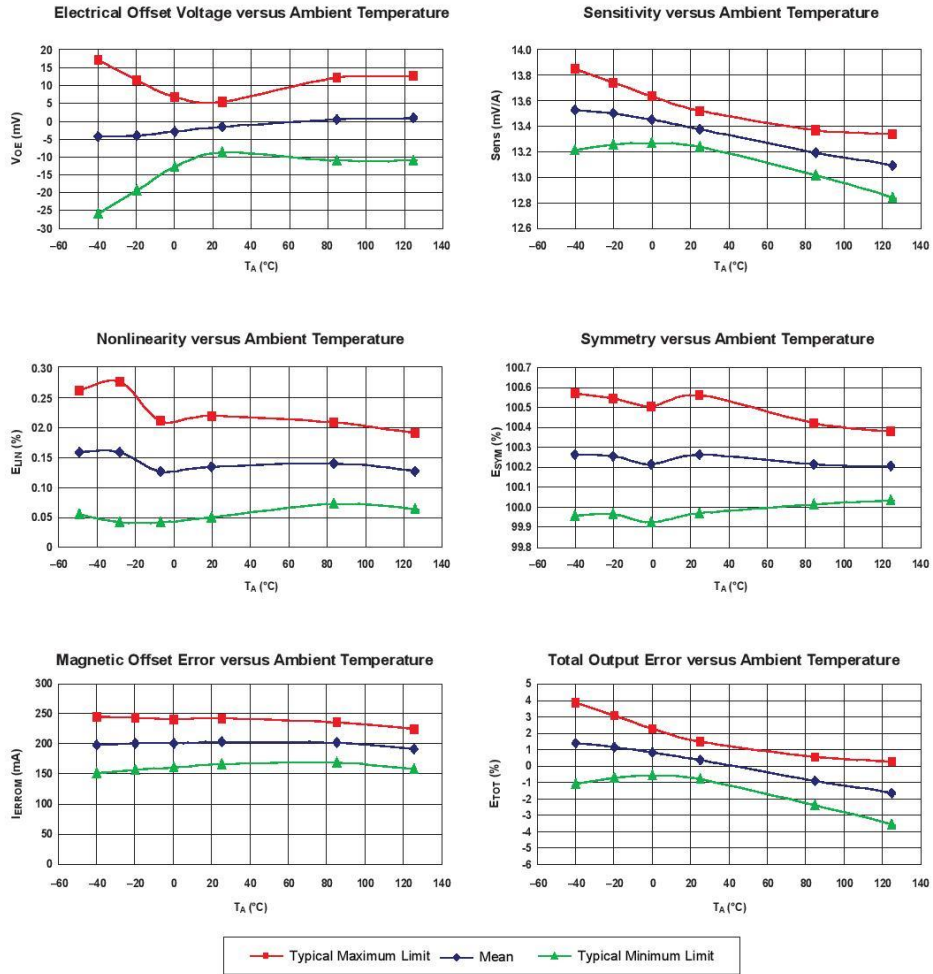 Electrical Offset Voltage versus Ambient Temperature
20
15
10
5
0
–5
–10
–15
–20
–25
–30
VOE (mV)
–60 –40 –20 0 20 40 60 80 100 120 140
TA (°C)
Sensitivity versus Ambient Temperature
14.0
13.8
13.6
13.4
13.2
13.0
12.8
12.6
Sens (mV/A)
–60 –40 –20 0 20 40 60 80 100 120 140
TA (°C)
Nonlinearity versus Ambient Temperature
0.30
0.25
02.0
0.15
0.10
0.05
0
ELIN (%)
–60 –40 –20 0 20 40 60 80 100 120 140
TA (°C)
Symmetry versus Ambient Temperature
100.7
100.6
100.5
100.4
100.3
100.2
100.1
100.0
99.9
99.8
ESYM (%)
–60 –40 –20 0 20 40 60 80 100 120 140
TA (°C)
Magnetic Offset Error versus Ambient Temperature
300
250
200
150
100
50
0
IERROM (mA)
–60 –40 –20 0 20 40 60 80 100 120 140
TA (°C)
Total Output Error versus Ambient Temperature
5
4
3
2
1
0
-1
-2
-3
-4
-5
-6
ETOT (%)
–60 –40 –20 0 20 40 60 80 100 120 140
TA (°C)
Typical Maximum Limit Mean Typical Minimum Limit